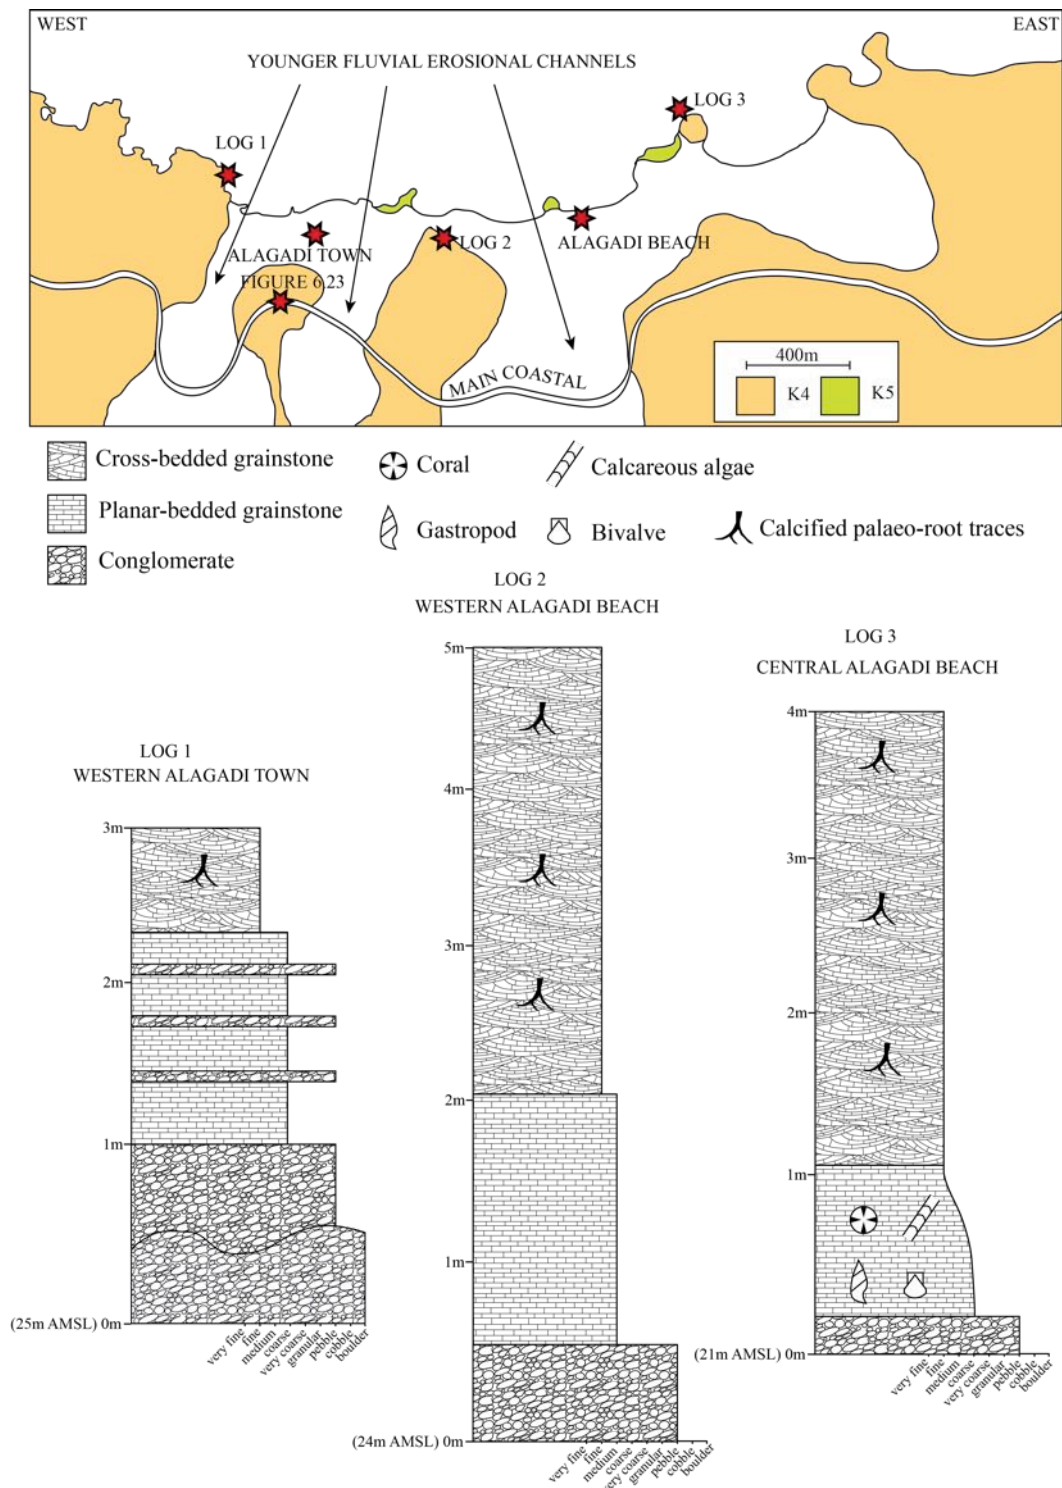 WEST
EAST
YOUNGER FLUVIAL EROSIONAL CHANNELS
LOG 3
LOG 1
ALAGADI TOWN
LOG 2
ALAGADI BEACH
FIGURE 6.23
MAIN COASTAL
400m
K4
K5
Cross-bedded grainstone
Coral
Calcareous algae
Planar-bedded grainstone
Gastropod
Bivalve
Calcified palaeo-root traces
Conglomerate
LOG 2
WESTERN ALAGADI BEACH
LOG 3
CENTRAL ALAGADI BEACH
LOG 1
WESTERN ALAGADI TOWN
3m
2m
1m
(25m AMSL) 0m
very fine
fine
medium
coarse
very coarse
granular
pebble
cobble
boulder
5m
4m
3m
2m
1m
(24m AMSL) 0m
very fine
fine
medium
coarse
very coarse
granular
pebble
cobble
boulder
4m
3m
2m
1m
(21m AMSL) 0m
very fine
fine
medium
coarse
very coarse
granular
pebble
cobble
boulder